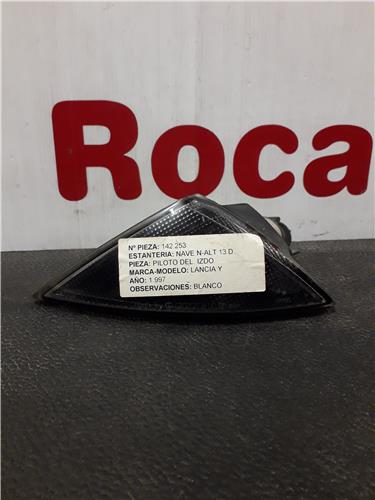 Roca
Nº PIEZA: 142 253
ESTANTERIA: NAVE N-ALT 13 D
PIEZA: PILOTO DEL IZDO
MARCA-MODELO: LANCIA Y
AÑO: 1.997
OBSERVACIONES: BLANCO